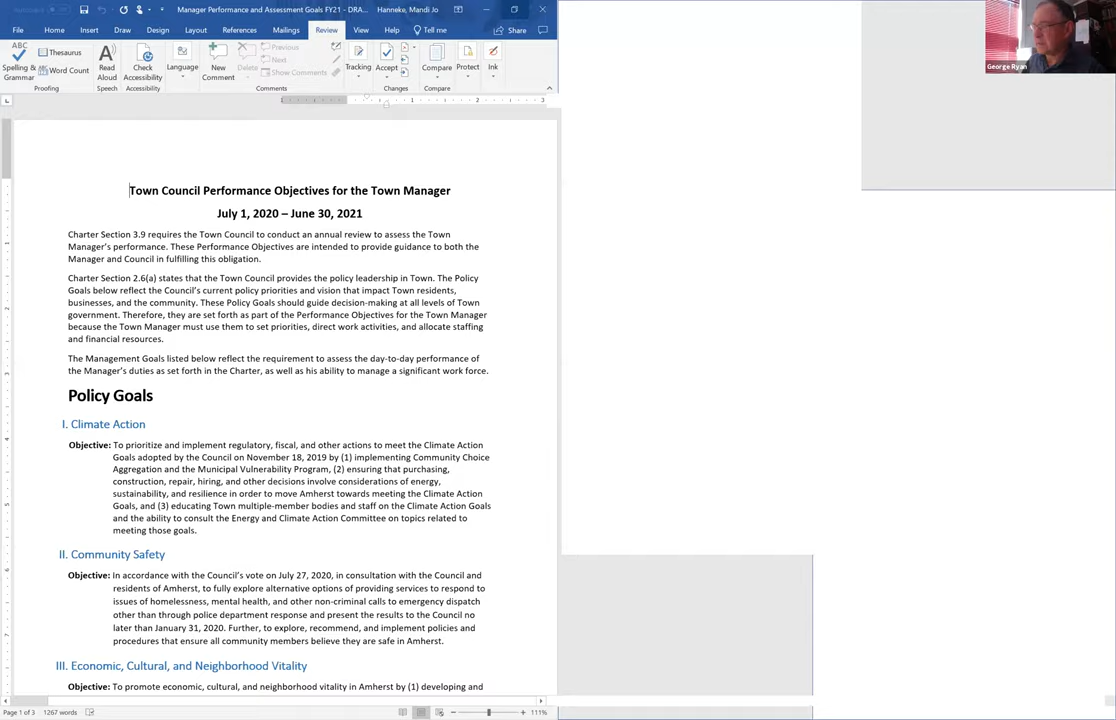 Manager Performance and Assessment Goals FY21 - DRA... Hanneke, Mandi Jo
File Home Insert Draw Design Layout References Mailings Review View Help Tell me Share
ABC
Spelling & Grammar
Thesaurus
Word Count
Proofing
Read Aloud
Speech
Check Accessibility
Accessibility
Language
New Comment
Delete
Previous
Next
Show Comments
Comments
Tracking
Accept
Changes
Compare
Compare
Protect
Ink
Ink
George Ryan
Town Council Performance Objectives for the Town Manager
July 1, 2020 – June 30, 2021
Charter Section 3.9 requires the Town Council to conduct an annual review to assess the Town
Manager's performance. These Performance Objectives are intended to provide guidance to both the
Manager and Council in fulfilling this obligation.
Charter Section 2.6(a) states that the Town Council provides the policy leadership in Town. The Policy
Goals below reflect the Council's current policy priorities and vision that impact Town residents,
businesses, and the community. These Policy Goals should guide decision-making at all levels of Town
government. Therefore, they are set forth as part of the Performance Objectives for the Town Manager
because the Town Manager must use them to set priorities, direct work activities, and allocate staffing
and financial resources.
The Management Goals listed below reflect the requirement to assess the day-to-day performance of
the Manager's duties as set forth in the Charter, as well as his ability to manage a significant work force.
Policy Goals
I. Climate Action
Objective: To prioritize and implement regulatory, fiscal, and other actions to meet the Climate Action
Goals adopted by the Council on November 18, 2019 by (1) implementing Community Choice
Aggregation and the Municipal Vulnerability Program, (2) ensuring that purchasing,
construction, repair, hiring, and other decisions involve considerations of energy,
sustainability, and resilience in order to move Amherst towards meeting the Climate Action
Goals, and (3) educating Town multiple-member bodies and staff on the Climate Action Goals
and the ability to consult the Energy and Climate Action Committee on topics related to
meeting those goals.
II. Community Safety
Objective: In accordance with the Council's vote on July 27, 2020, in consultation with the Council and
residents of Amherst, to fully explore alternative options of providing services to respond to
issues of homelessness, mental health, and other non-criminal calls to emergency dispatch
other than through police department response and present the results to the Council no
later than January 31, 2020. Further, to explore, recommend, and implement policies and
procedures that ensure all community members believe they are safe in Amherst.
III. Economic, Cultural, and Neighborhood Vitality
Objective: To promote economic, cultural, and neighborhood vitality in Amherst by (1) developing and
Page 1 of 3 1267 words 111%